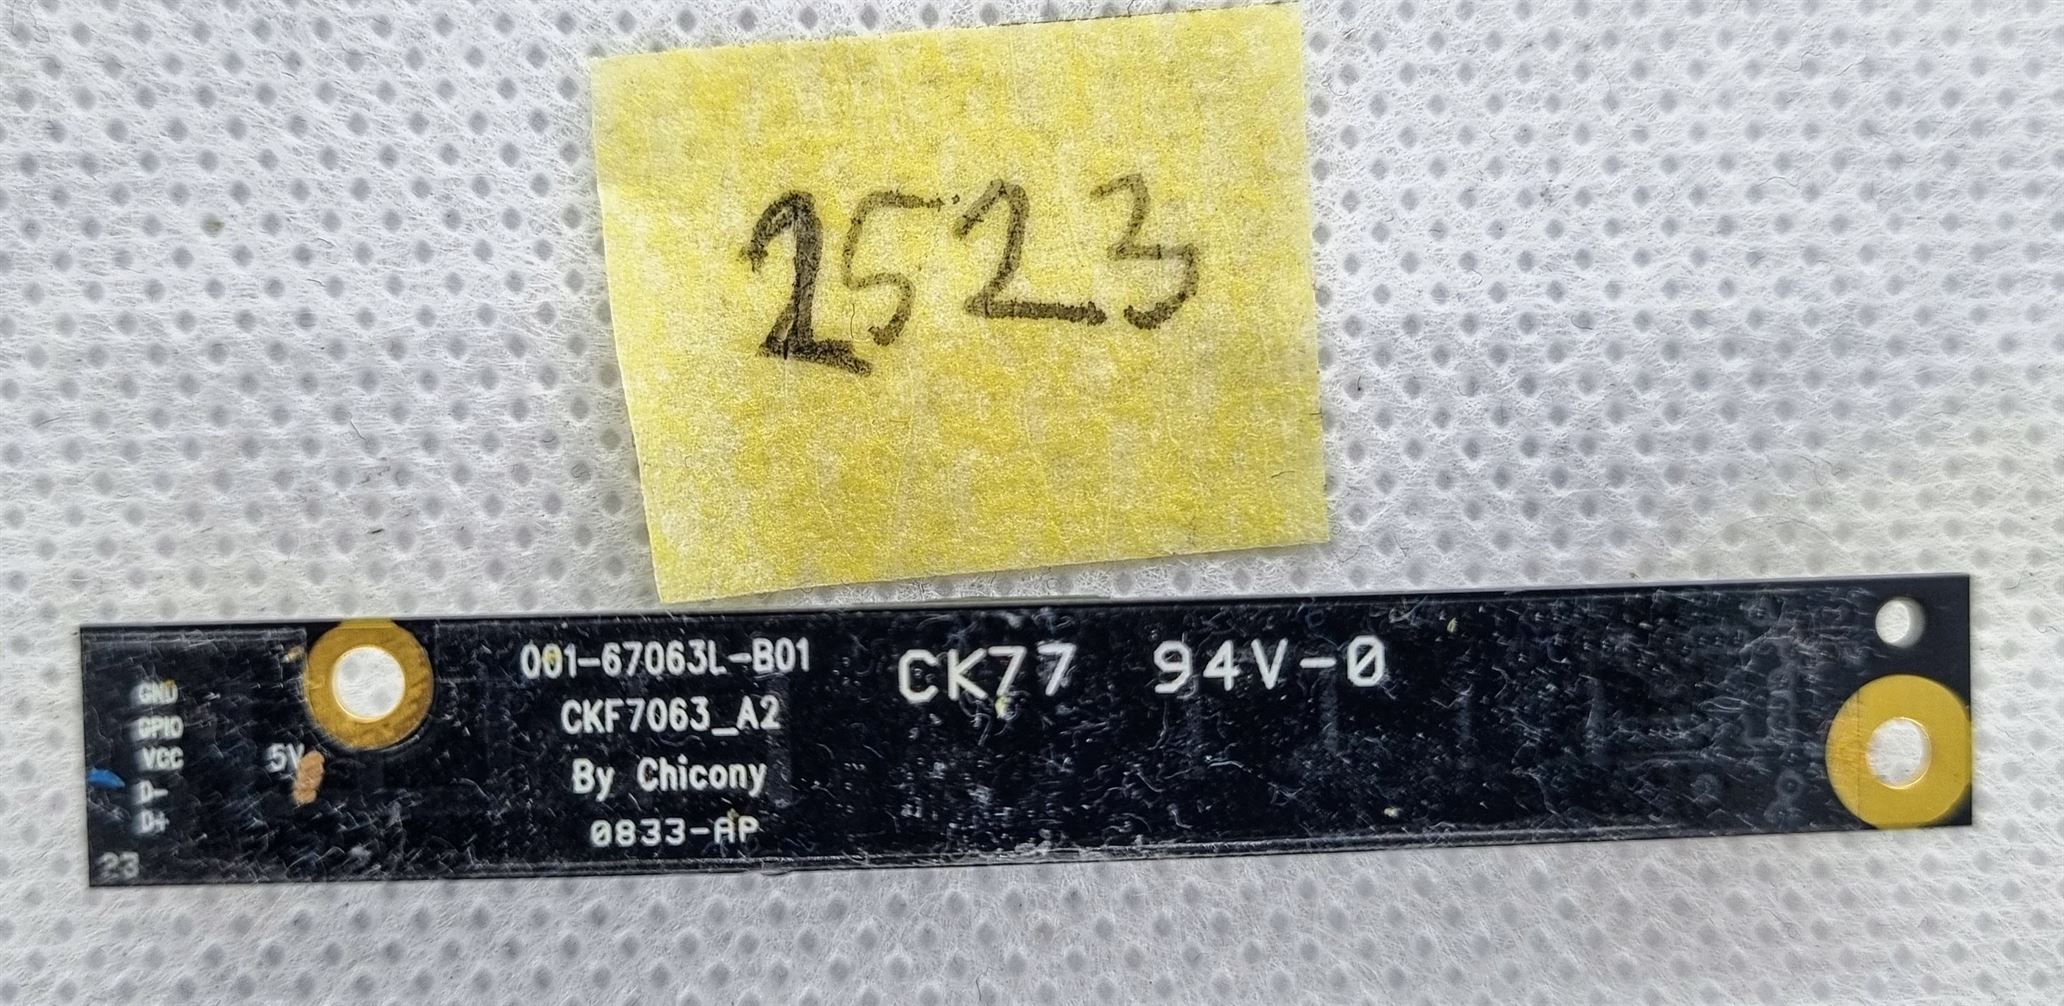 2523
001-67063L-B01
CKF7063_A2
By Chicony
0833-AP
CK77 94V-0
GND
GPIO
VCC
D-
D+
5V
23